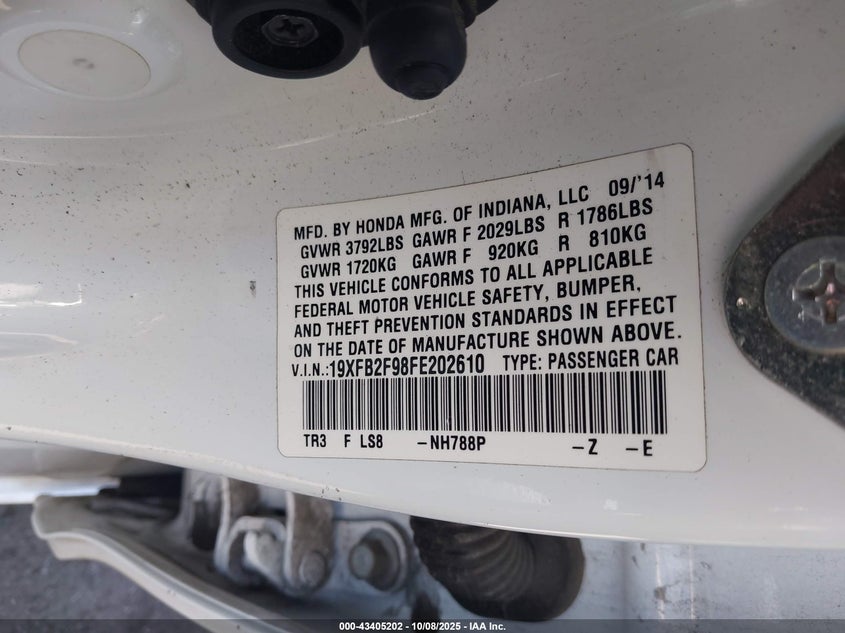 MFD. BY HONDA MFG. OF INDIANA, LLC 09/'14
GVWR 3792LBS GAWR F 2029LBS R 1786LBS
GVWR 1720KG GAWR F 920KG R 810KG
THIS VEHICLE CONFORMS TO ALL APPLICABLE
FEDERAL MOTOR VEHICLE SAFETY, BUMPER,
AND THEFT PREVENTION STANDARDS IN EFFECT
ON THE DATE OF MANUFACTURE SHOWN ABOVE.
V.I.N.:19XFB2F98FE202610 TYPE: PASSENGER CAR
TR3 F LS8 -NH788P -Z -E
000-43405202 - 10/08/2025 - IAA Inc.